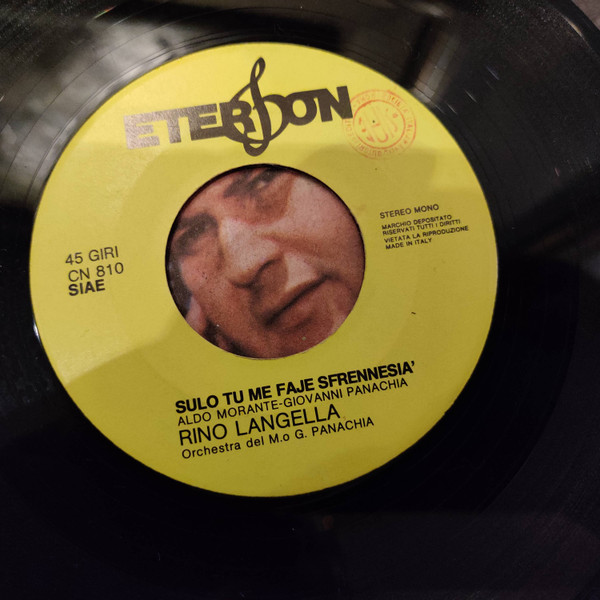 ETERSON
STEREO MONO
MARCHIO DEPOSITATO
RISERVATI TUTTI I DIRITTI
VIETATA LA RIPRODUZIONE
MADE IN ITALY
45 GIRI
CN 810
SIAE
SULO TU ME FAJE SFRENNESIA'
ALDO MORANTE-GIOVANNI PANACHIA
RINO LANGELLA
Orchestra del M.o G. PANACHIA